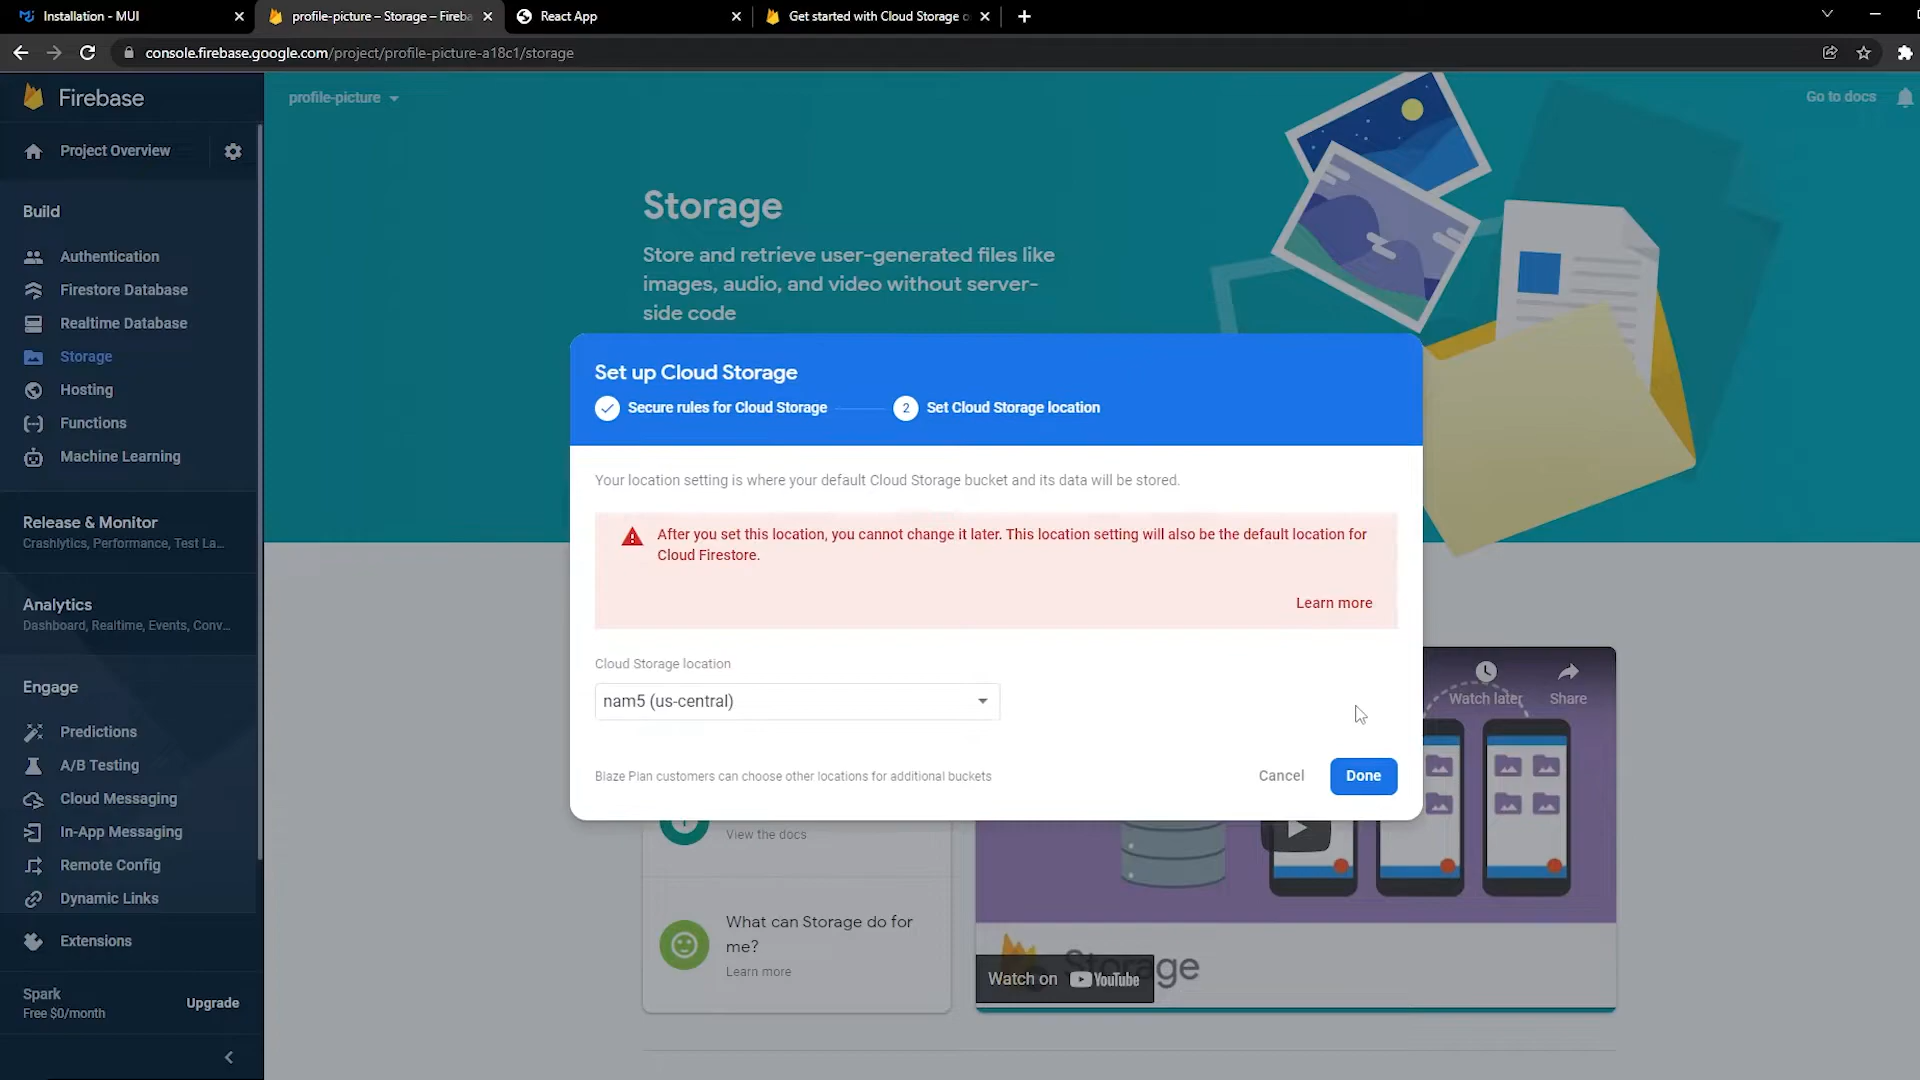 Installation - MUI
profile-picture – Storage – Fireba
React App
Get started with Cloud Storage o
console.firebase.google.com/project/profile-picture-a18c1/storage
Firebase
profile-picture
Go to docs
Project Overview
Build
Authentication
Firestore Database
Realtime Database
Storage
Hosting
Functions
Machine Learning
Release & Monitor
Crashlytics, Performance, Test La...
Analytics
Dashboard, Realtime, Events, Conv...
Engage
Predictions
A/B Testing
Cloud Messaging
In-App Messaging
Remote Config
Dynamic Links
Extensions
Spark
Free $0/month
Upgrade
Storage
Store and retrieve user-generated files like
images, audio, and video without server-
side code
Set up Cloud Storage
Secure rules for Cloud Storage
2 Set Cloud Storage location
Your location setting is where your default Cloud Storage bucket and its data will be stored.
After you set this location, you cannot change it later. This location setting will also be the default location for
Cloud Firestore.
Learn more
Cloud Storage location
nam5 (us-central)
Blaze Plan customers can choose other locations for additional buckets
Cancel
Done
Watch later
Share
View the docs
What can Storage do for
me?
Learn more
Storage
Watch on YouTube